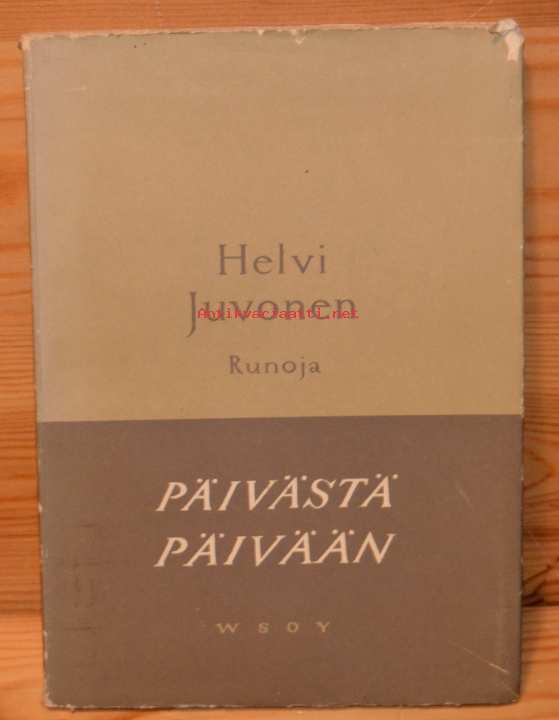 Helvi
Juvonen
Antikvariaatti.net
Runoja
PÄIVÄSTÄ
PÄIVÄÄN
WSOY